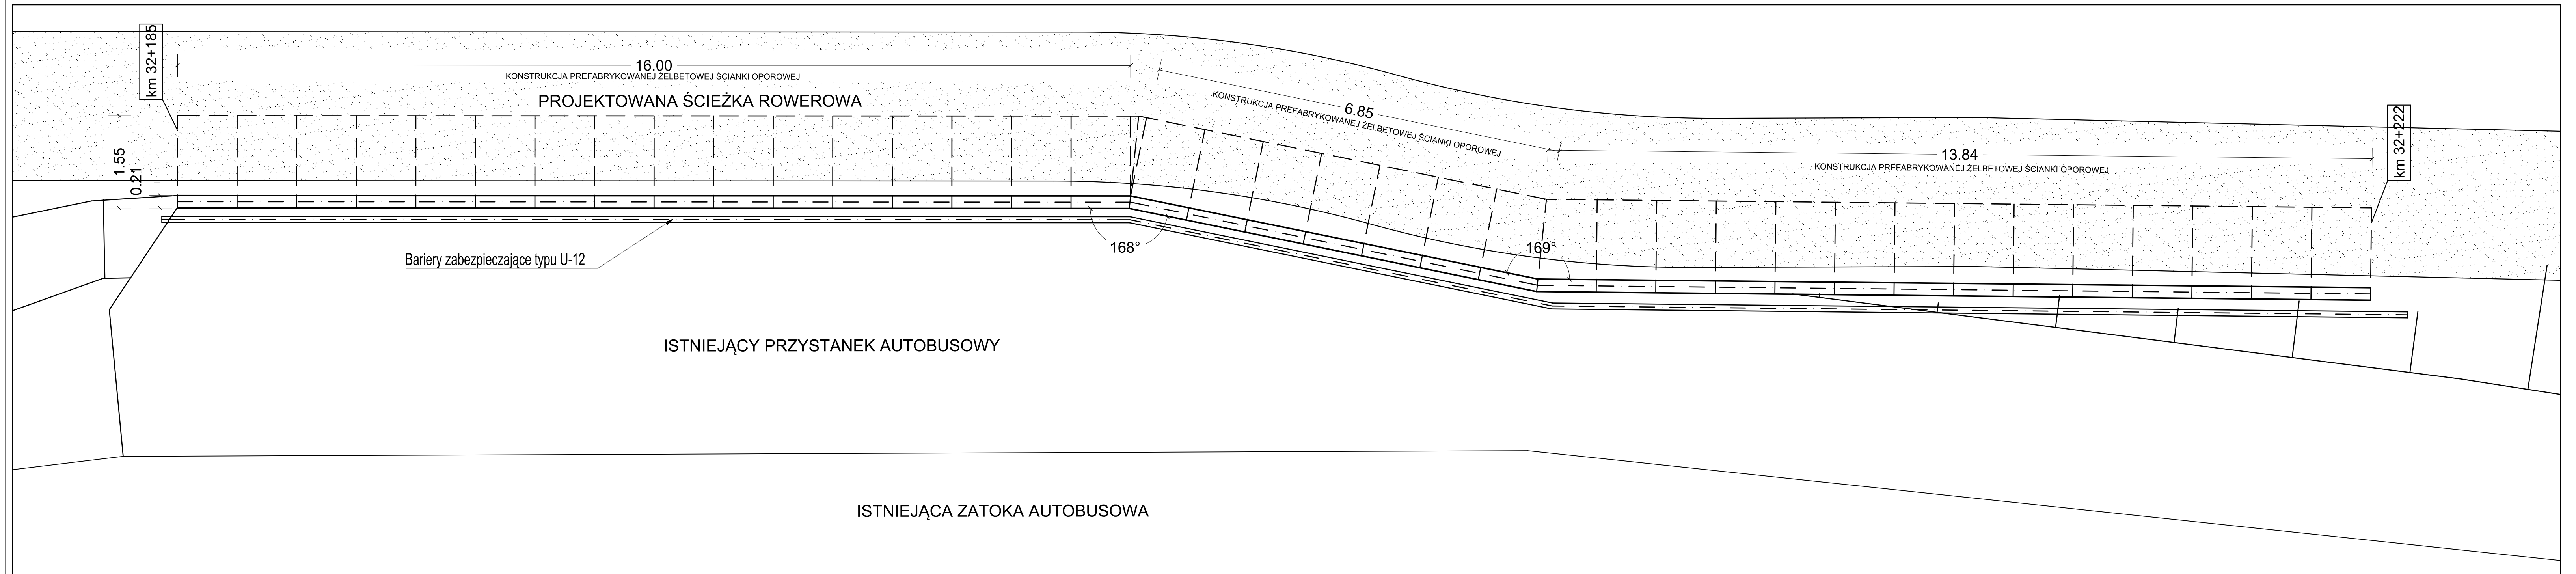 km 32+185
16.00
KONSTRUKCJA PREFABRYKOWANEJ ŻELBETOWEJ ŚCIANKI OPOROWEJ
PROJEKTOWANA ŚCIEŻKA ROWEROWA
6.85
KONSTRUKCJA PREFABRYKOWANEJ ŻELBETOWEJ ŚCIANKI OPOROWEJ
13.84
KONSTRUKCJA PREFABRYKOWANEJ ŻELBETOWEJ ŚCIANKI OPOROWEJ
km 32+222
1.55
0.21
168°
169°
Bariery zabezpieczające typu U-12
ISTNIEJĄCY PRZYSTANEK AUTOBUSOWY
ISTNIEJĄCA ZATOKA AUTOBUSOWA